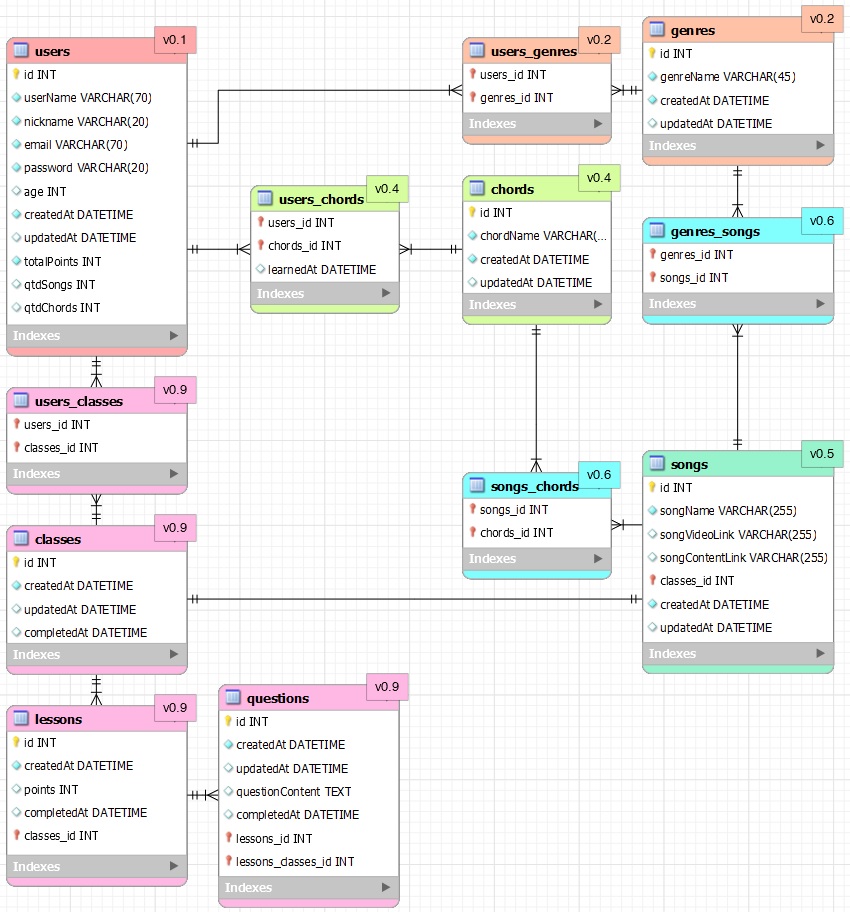 users
v0.1
id INT
userName VARCHAR(70)
nickname VARCHAR(20)
email VARCHAR(70)
password VARCHAR(20)
age INT
createdAt DATETIME
updatedAt DATETIME
totalPoints INT
qtdSongs INT
qtdChords INT
Indexes
users_genres
v0.2
users_id INT
genres_id INT
Indexes
genres
v0.2
id INT
genreName VARCHAR(45)
createdAt DATETIME
updatedAt DATETIME
Indexes
users_chords
v0.4
users_id INT
chords_id INT
learnedAt DATETIME
Indexes
chords
v0.4
id INT
chordName VARCHAR(...
createdAt DATETIME
updatedAt DATETIME
Indexes
genres_songs
v0.6
genres_id INT
songs_id INT
Indexes
users_classes
v0.9
users_id INT
classes_id INT
Indexes
songs_chords
v0.6
songs_id INT
chords_id INT
Indexes
songs
v0.5
id INT
songName VARCHAR(255)
songVideoLink VARCHAR(255)
songContentLink VARCHAR(255)
classes_id INT
createdAt DATETIME
updatedAt DATETIME
Indexes
classes
v0.9
id INT
createdAt DATETIME
updatedAt DATETIME
completedAt DATETIME
Indexes
lessons
v0.9
id INT
createdAt DATETIME
points INT
completedAt DATETIME
classes_id INT
Indexes
questions
v0.9
id INT
createdAt DATETIME
updatedAt DATETIME
questionContent TEXT
completedAt DATETIME
lessons_id INT
lessons_classes_id INT
Indexes